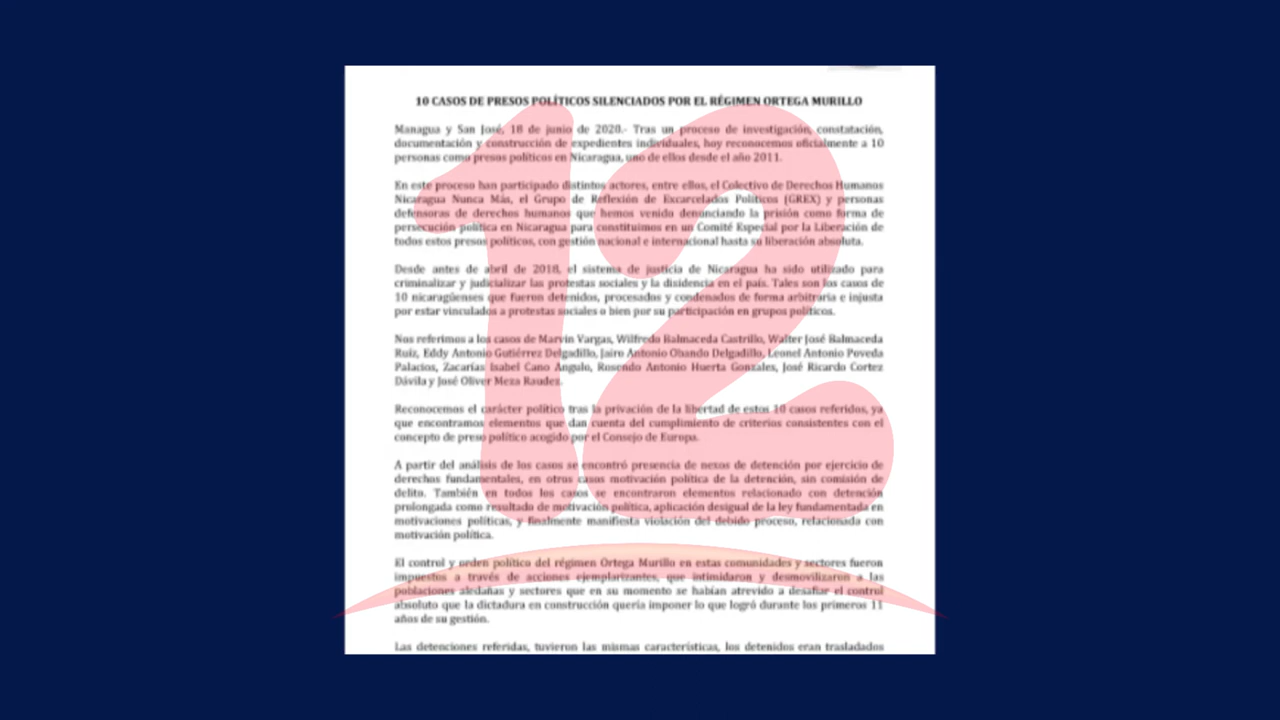 10 CASOS DE PRESOS POLÍTICOS SILENCIADOS POR EL RÉGIMEN ORTEGA MURILLO
Managua y San José, 18 de junio de 2020.- Tras un proceso de investigación, constatación,
documentación y construcción de expedientes individuales, hoy reconocemos oficialmente a 10
personas como presos políticos en Nicaragua, uno de ellos desde el año 2011.
En este proceso han participado distintos actores, entre ellos, el Colectivo de Derechos Humanos
Nicaragua Nunca Más, el Grupo de Reflexión de Excarcelados Políticos (GREX) y personas
defensoras de derechos humanos que hemos venido denunciando la prisión como forma de
persecución política en Nicaragua para constituirnos en un Comité Especial por la Liberación de
todos estos presos políticos, con gestión nacional e internacional hasta su liberación absoluta.
Desde antes de abril de 2018, el sistema de justicia de Nicaragua ha sido utilizado para
criminalizar y judicializar las protestas sociales y la disidencia en el país. Tales son los casos de
10 nicaragüenses que fueron detenidos, procesados y condenados de forma arbitraria e injusta
por estar vinculados a protestas sociales o bien por su participación en grupos políticos.
Nos referimos a los casos de Marvin Vargas, Wilfredo Balmaceda Castrillo, Walter José Balmaceda
Ruiz, Eddy Antonio Gutiérrez Delgadillo, Jairo Antonio Obando Delgadillo, Leonel Antonio Poveda
Palacios, Zacarías Isabel Cano Angulo, Rosendo Antonio Huerta Gonzales, José Ricardo Cortez
Dávila y José Oliver Meza Raudez.
Reconocemos el carácter político tras la privación de la libertad de estos 10 casos referidos, ya
que encontramos elementos que dan cuenta del cumplimiento de criterios consistentes con el
concepto de preso político acogido por el Consejo de Europa.
A partir del análisis de los casos se encontró presencia de nexos de detención por ejercicio de
derechos fundamentales, en otros casos motivación política de la detención, sin comisión de
delito. También en todos los casos se encontraron elementos relacionado con detención
prolongada como resultado de motivación política, aplicación desigual de la ley fundamentada en
motivaciones políticas, y finalmente manifiesta violación del debido proceso, relacionada con
motivación política.
El control y orden político del régimen Ortega Murillo en estas comunidades y sectores fueron
impuestos a través de acciones ejemplarizantes, que intimidaron y desmovilizaron a las
poblaciones aledañas y sectores que en su momento se habían atrevido a desafiar el control
absoluto que la dictadura en construcción quería imponer lo que logró durante los primeros 11
años de su gestión.
Las detenciones referidas, tuvieron las mismas características, los detenidos eran trasladados
12